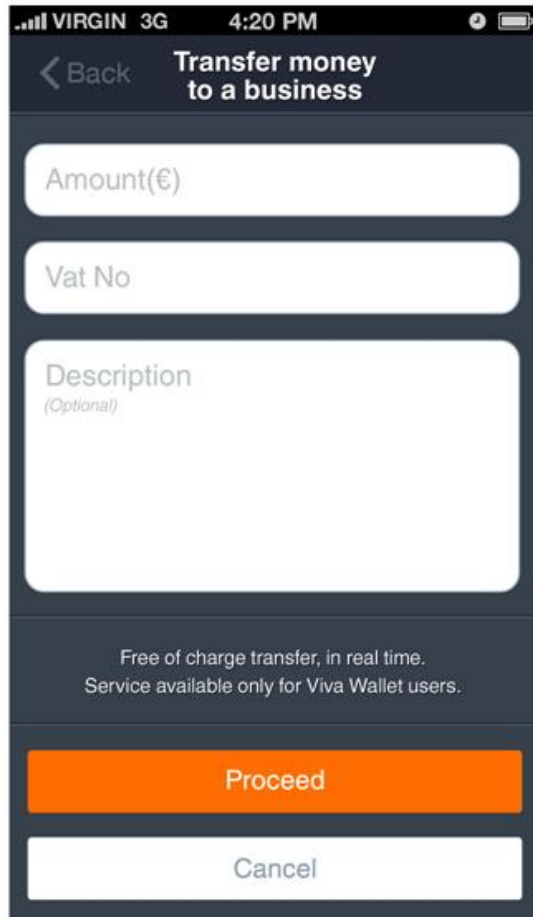 VIRGIN 3G 4:20 PM
Back
Transfer money
to a business
Amount(€)
Vat No
Description
(Optional)
Free of charge transfer, in real time.
Service available only for Viva Wallet users.
Proceed
Cancel